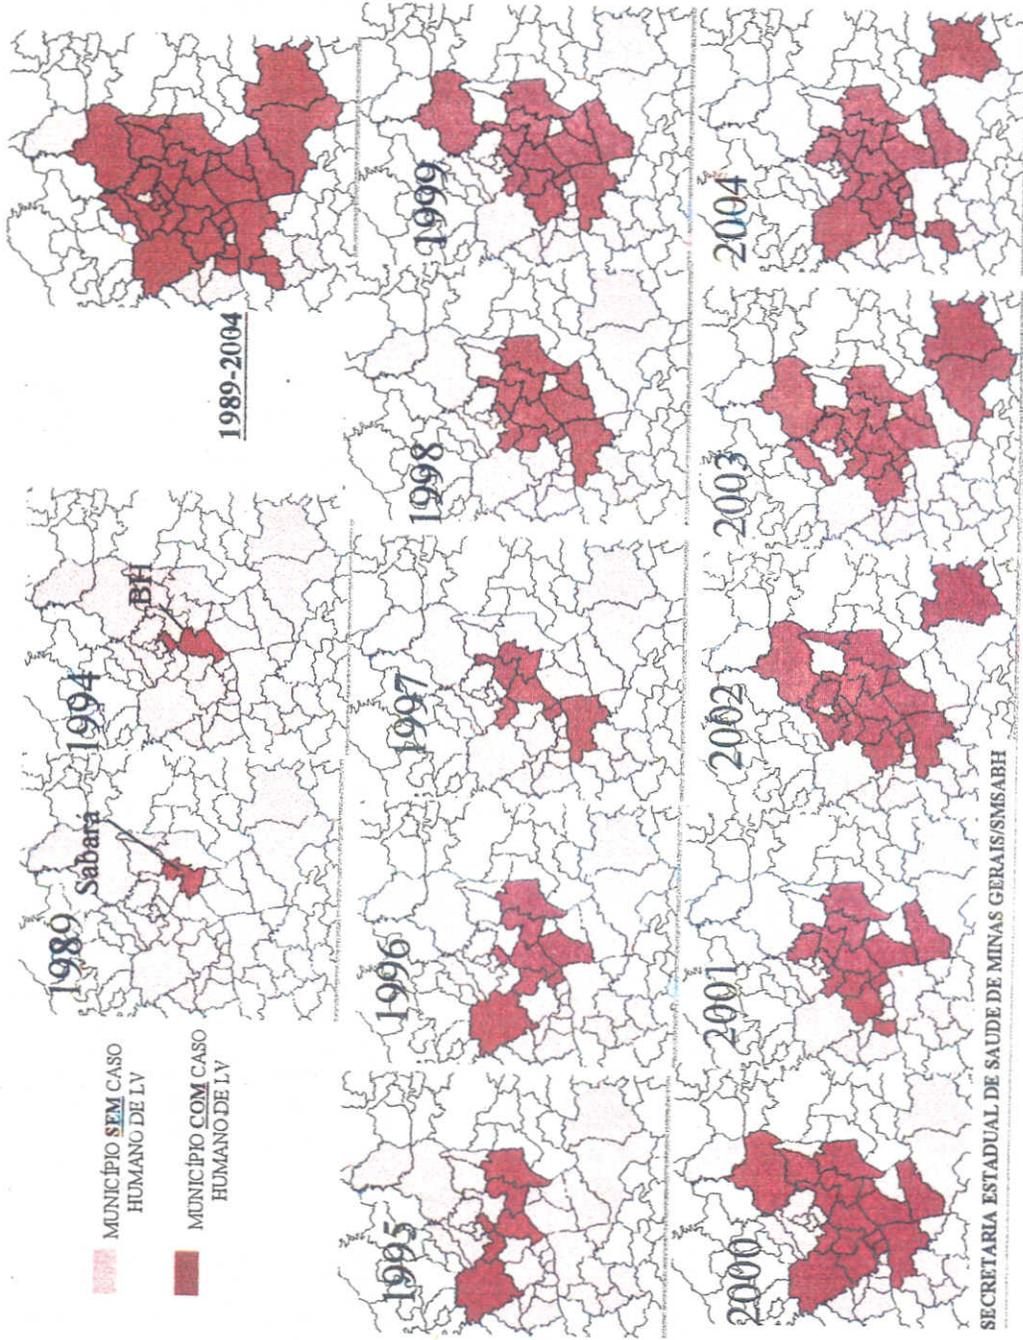 MUNICÍPIO SEM CASO
HUMANO DE LV
MUNICÍPIO COM CASO
HUMANO DE LV
1989
Sabará
1994
BH
1989-2004
1995
1996
1997
1998
1999
2000
2001
2002
2003
2004
SECRETARIA ESTADUAL DE SAUDE DE MINAS GERAIS/SMSABH